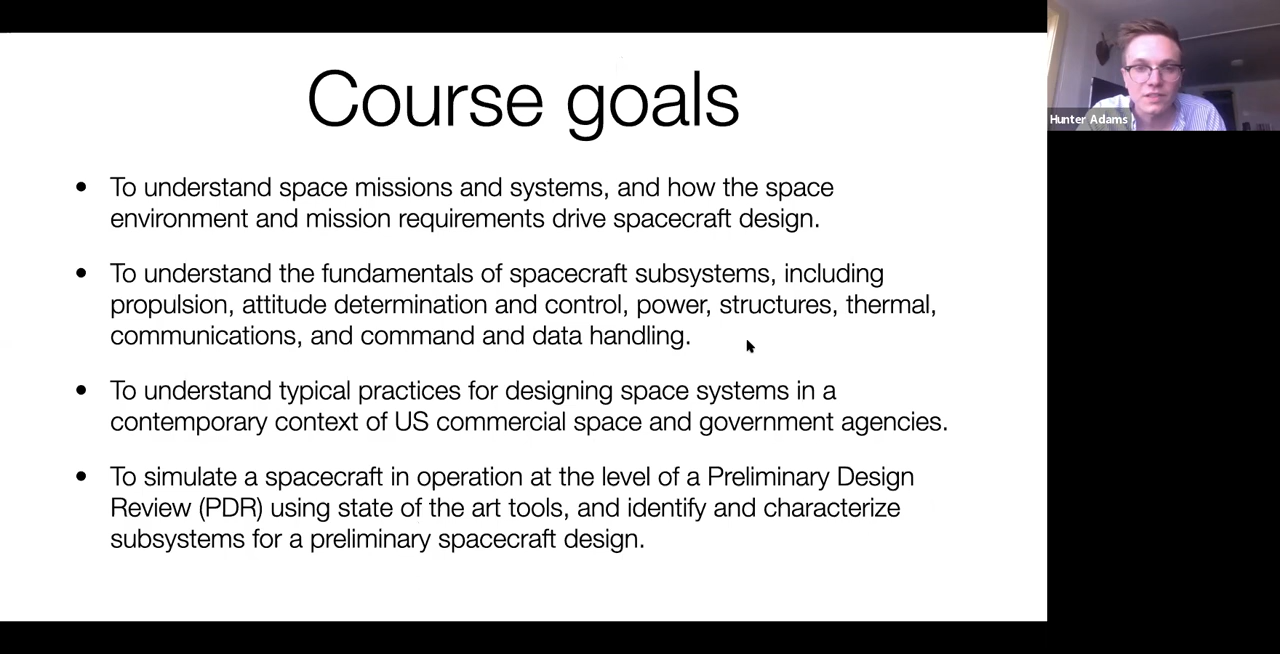 Course goals
• To understand space missions and systems, and how the space
environment and mission requirements drive spacecraft design.
• To understand the fundamentals of spacecraft subsystems, including
propulsion, attitude determination and control, power, structures, thermal,
communications, and command and data handling.
• To understand typical practices for designing space systems in a
contemporary context of US commercial space and government agencies.
• To simulate a spacecraft in operation at the level of a Preliminary Design
Review (PDR) using state of the art tools, and identify and characterize
subsystems for a preliminary spacecraft design.
Hunter Adams